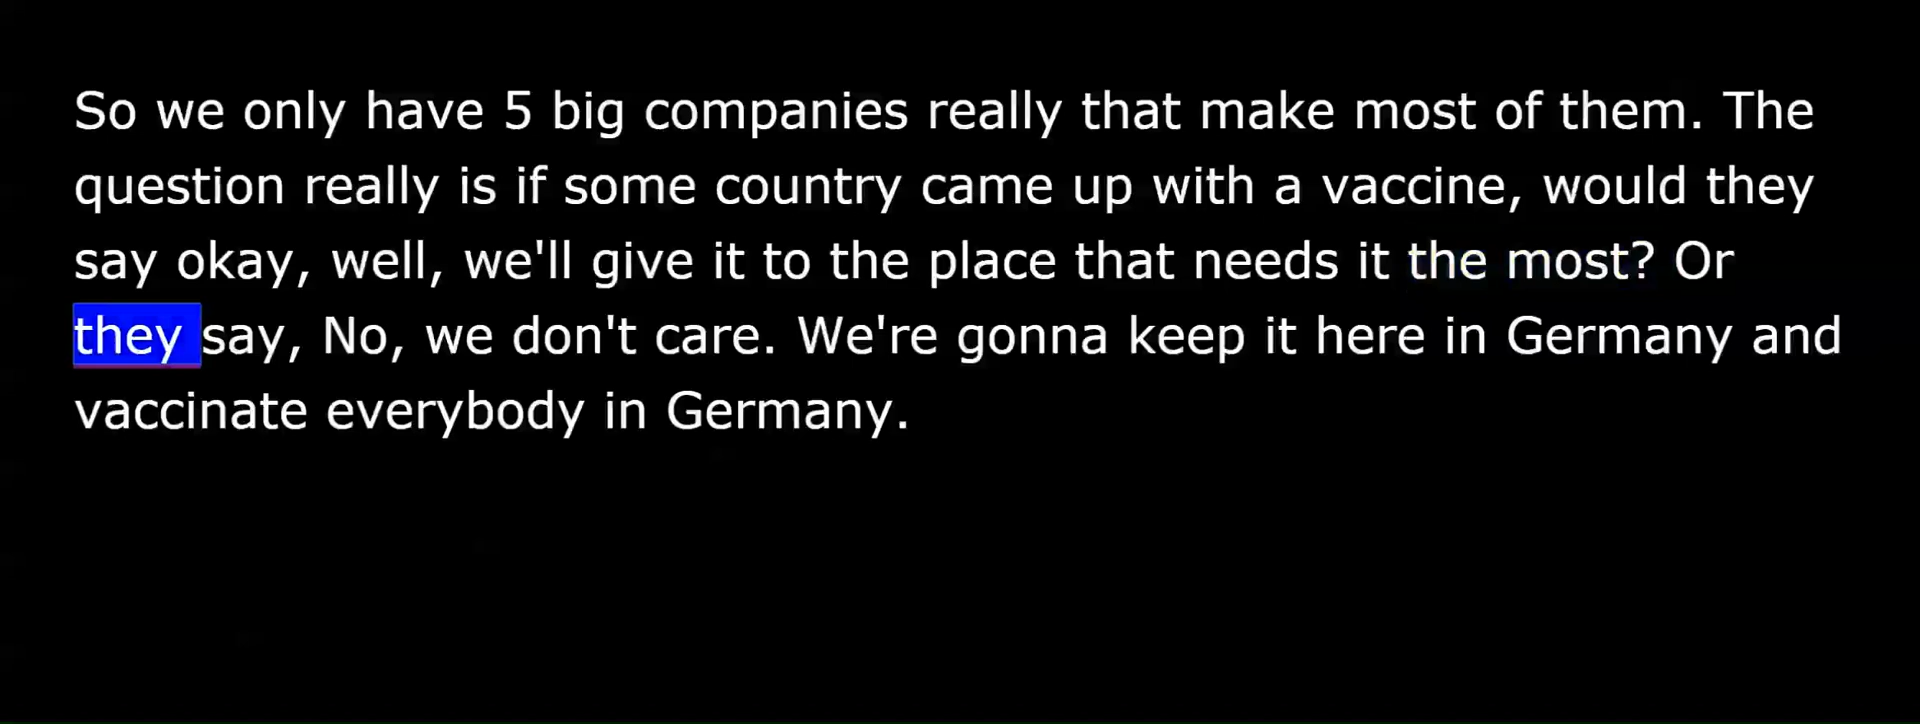 So we only have 5 big companies really that make most of them. The
question really is if some country came up with a vaccine, would they
say okay, well, we'll give it to the place that needs it the most? Or
they say, No, we don't care. We're gonna keep it here in Germany and
vaccinate everybody in Germany.